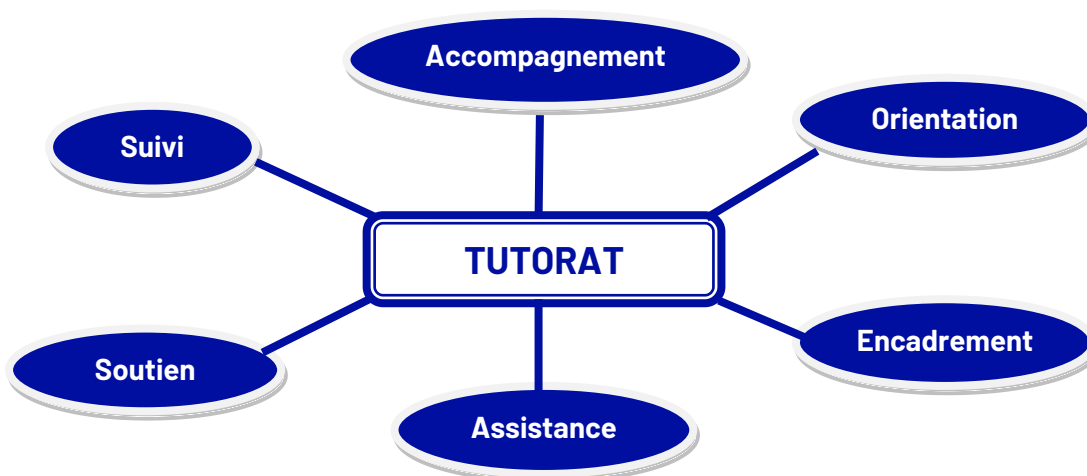 Accompagnement
Orientation
Suivi
TUTORAT
Encadrement
Soutien
Assistance